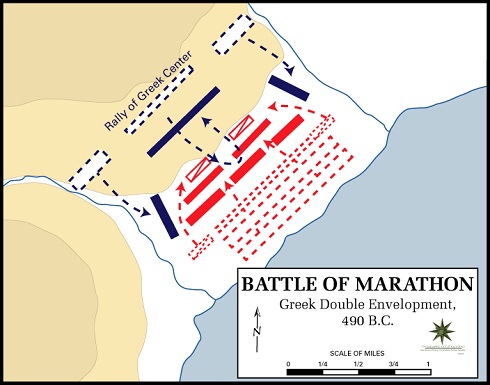 Rally of Greek Center
BATTLE OF MARATHON
Greek Double Envelopment,
490 B.C.
N
SCALE OF MILES
0 1/4 1/2 3/4 1